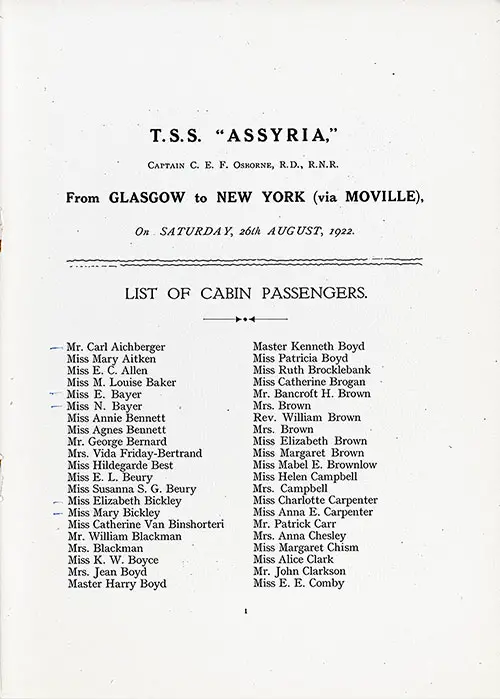 T.S.S. "ASSYRIA,"
CAPTAIN C. E. F. OSBORNE, R.D., R.N.R.
From GLASGOW to NEW YORK (via MOVILLE),
On SATURDAY, 26th AUGUST, 1922.
LIST OF CABIN PASSENGERS.
Mr. Carl Aichberger
Miss Mary Aitken
Miss E. C. Allen
Miss M. Louise Baker
Miss E. Bayer
Miss N. Bayer
Miss Annie Bennett
Miss Agnes Bennett
Mr. George Bernard
Mrs. Vida Friday-Bertrand
Miss Hildegarde Best
Miss E. L. Beury
Miss Susanna S. G. Beury
Miss Elizabeth Bickley
Miss Mary Bickley
Miss Catherine Van Binshorteri
Mr. William Blackman
Mrs. Blackman
Miss K. W. Boyce
Mrs. Jean Boyd
Master Harry Boyd
Master Kenneth Boyd
Miss Patricia Boyd
Miss Ruth Brocklebank
Miss Catherine Brogan
Mr. Bancroft H. Brown
Mrs. Brown
Rev. William Brown
Mrs. Brown
Miss Elizabeth Brown
Miss Margaret Brown
Miss Mabel E. Brownlow
Miss Helen Campbell
Mrs. Campbell
Miss Charlotte Carpenter
Miss Anna E. Carpenter
Mr. Patrick Carr
Mrs. Anna Chesley
Miss Margaret Chism
Miss Alice Clark
Mr. John Clarkson
Miss E. E. Comby
1